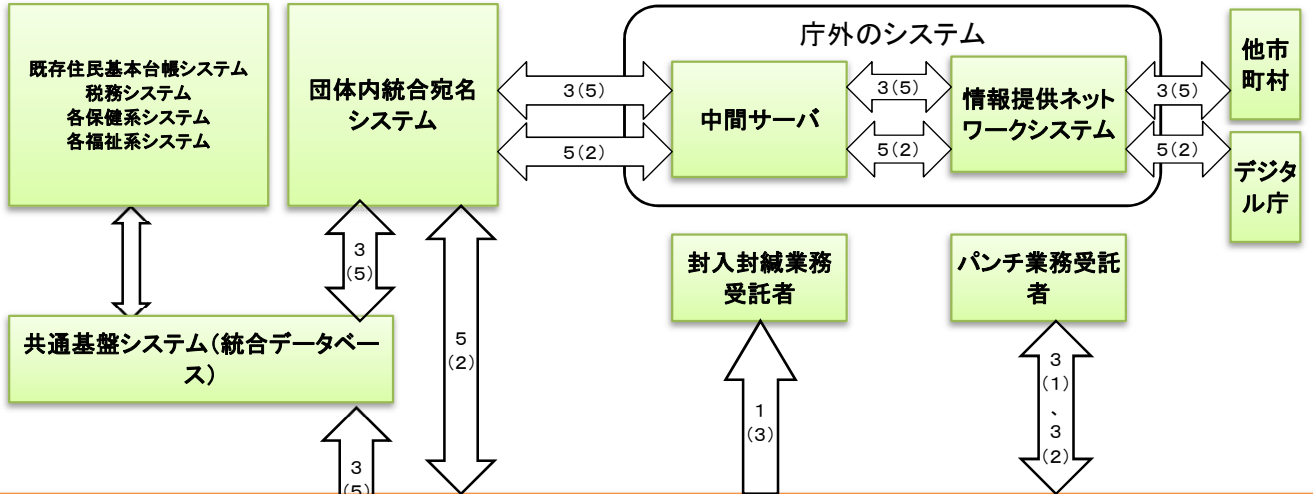 既存住民基本台帳システム
税務システム
各保健系システム
各福祉系システム
団体内統合宛名
システム
3(5)
5(2)
庁外のシステム
中間サーバ
3(5)
5(2)
情報提供ネット
ワークシステム
3(5)
5(2)
他市
町村
デジタ
ル庁
3
(5)
5
(2)
共通基盤システム(統合データベー
ス)
3
(5)
封入封緘業務
受託者
1
(3)
パンチ業務受託
者
3
(1)
、
3
(2)